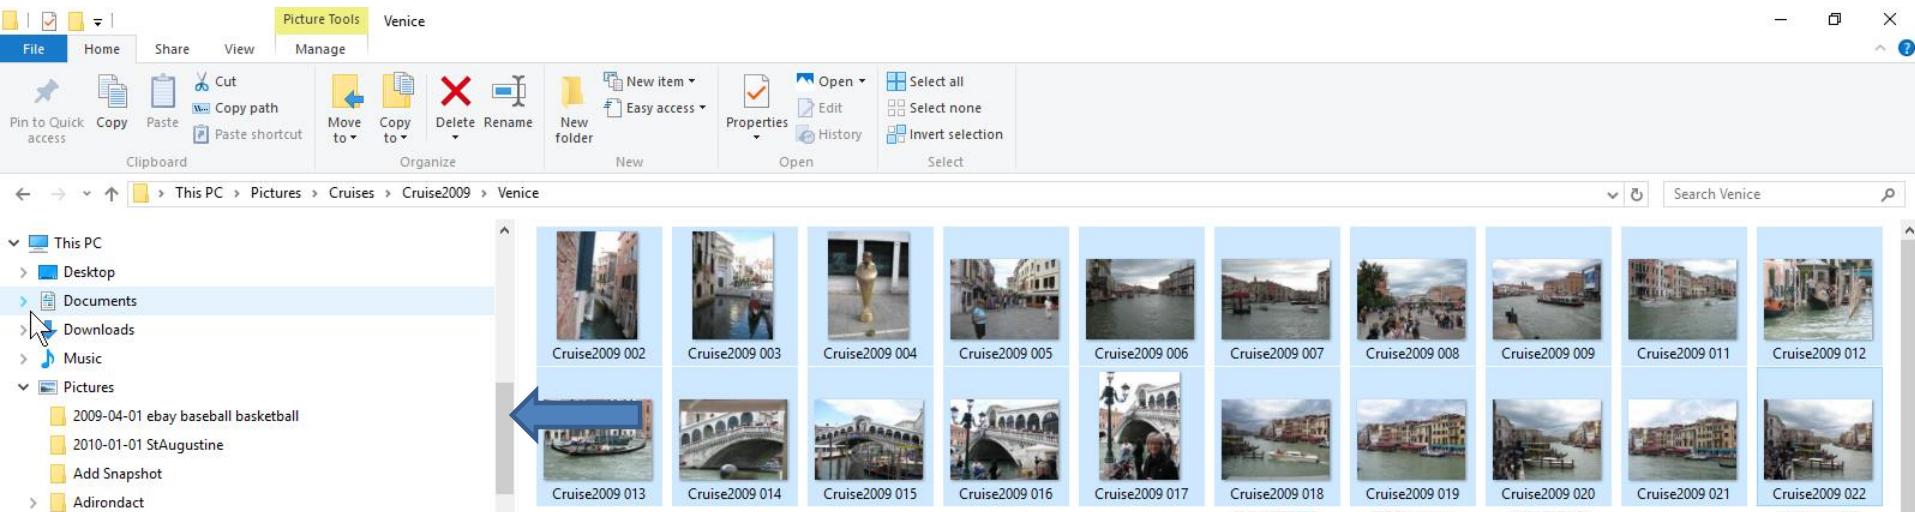 Picture Tools Venice
File Home Share View Manage
Pin to Quick access
Copy
Paste
Cut
Copy path
Paste shortcut
Clipboard
Move to
Copy to
Delete
Rename
Organize
New folder
New item
Easy access
New
Properties
Open
Edit
History
Open
Select all
Select none
Invert selection
Select
This PC > Pictures > Cruises > Cruise2009 > Venice
Search Venice
This PC
Desktop
Documents
Downloads
Music
Pictures
2009-04-01 ebay baseball basketball
2010-01-01 StAugustine
Add Snapshot
Adirondact
Cruise2009 002 Cruise2009 003 Cruise2009 004 Cruise2009 005 Cruise2009 006 Cruise2009 007 Cruise2009 008 Cruise2009 009 Cruise2009 011 Cruise2009 012
Cruise2009 013 Cruise2009 014 Cruise2009 015 Cruise2009 016 Cruise2009 017 Cruise2009 018 Cruise2009 019 Cruise2009 020 Cruise2009 021 Cruise2009 022